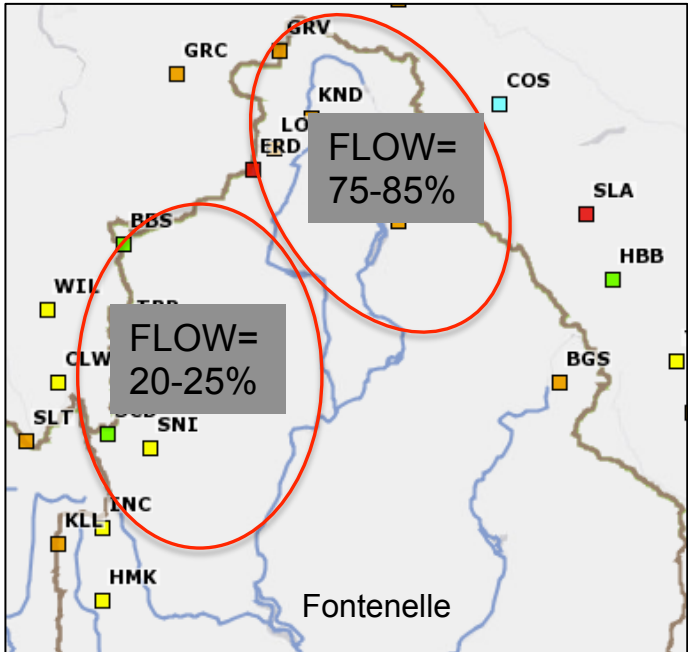 GRV
GRC
KND
COS
LO
ERD
FLOW=
75-85%
SLA
BBS
HBB
WIL
FLOW=
20-25%
CLW
BGS
SLT
SNI
INC
KLL
HMK
Fontenelle